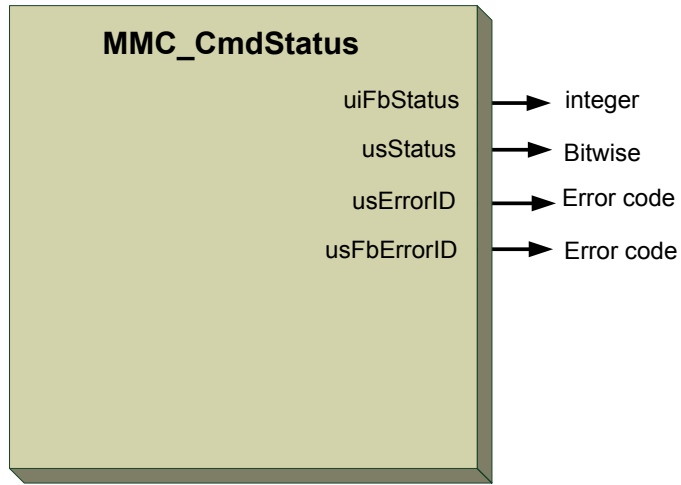 MMC_CmdStatus
uiFbStatus integer
usStatus Bitwise
usErrorID Error code
usFbErrorID Error code